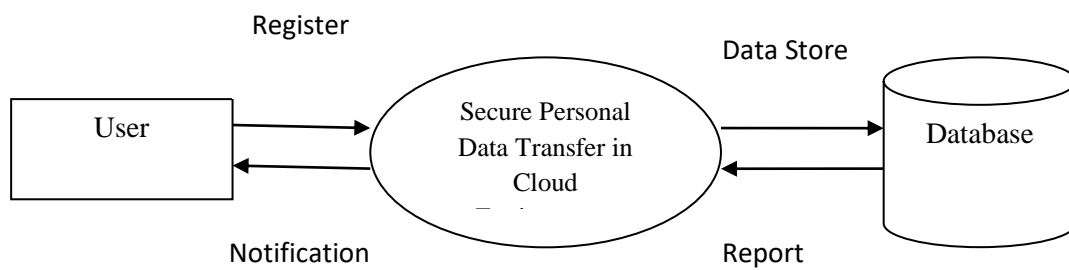 Register
Data Store
User
Secure Personal
Data Transfer in
Cloud
Database
Notification
Report